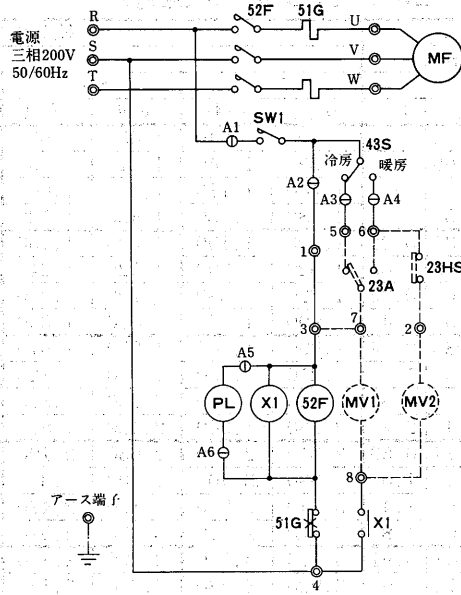 52F
51G
R
U
電源
三相200V
50/60Hz
S
V
MF
T
W
SW1
A1
43S
冷房
暖房
A2
A3
A4
5
6
1
23HS
23A
3
7
2
A5
PL
X1
52F
MV1
MV2
A6
8
アース端子
51G
X1
4